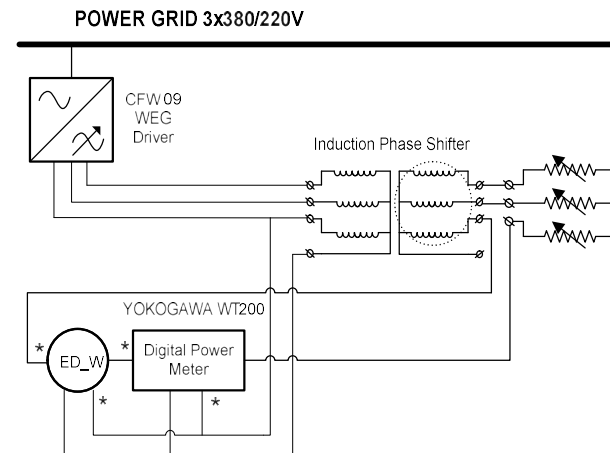 POWER GRID 3x380/220V
CFW 09
WEG
Driver
Induction Phase Shifter
YOKOGAWA WT200
* ED_W * Digital Power
Meter
* *